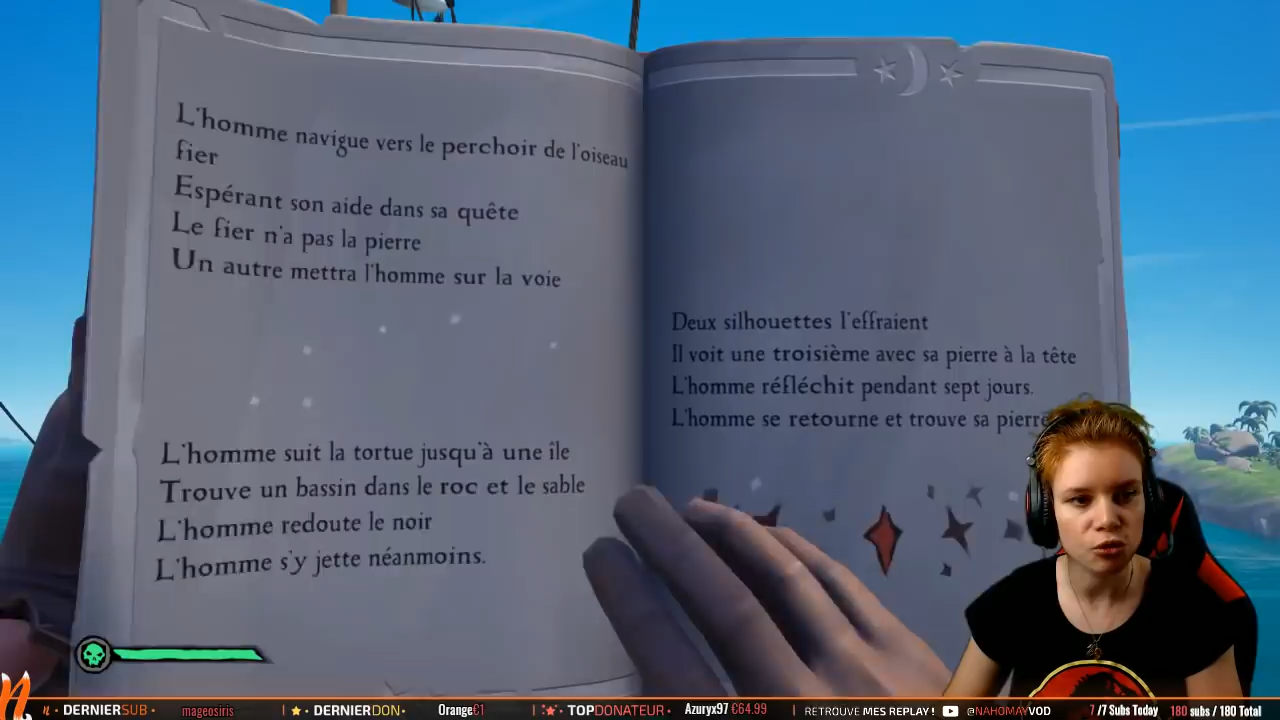 L'homme navigue vers le perchoir de l'oiseau
fier
Espérant son aide dans sa quête
Le fier n'a pas la pierre
Un autre mettra l'homme sur la voie
L'homme suit la tortue jusqu'à une île
Trouve un bassin dans le roc et le sable
L'homme redoute le noir
L'homme s'y jette néanmoins.
Deux silhouettes l'effraient
Il voit une troisième avec sa pierre à la tête
L'homme réfléchit pendant sept jours.
L'homme se retourne et trouve sa pierre
n · DERNIERSUB · mageosiris | ★ · DERNIERDON · Orange €1 | ★ · TOPDONATEUR · Azuryx97 €64.99 | RETROUVE MES REPLAY ! @NAHOMAYVOD 7 /7 Subs Today 180 subs / 180 Total